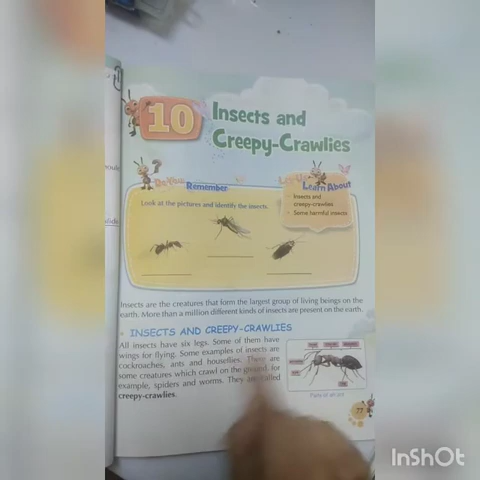 10
Insects and
Creepy-Crawlies
Do You Remember
Let Us
Learn About
Look at the pictures and identify the insects.
Insects and
creepy-crawlies
Some harmful insects
Insects are the creatures that form the largest group of living beings on the
earth. More than a million different kinds of insects are present on the earth.
INSECTS AND CREEPY-CRAWLIES
All insects have six legs. Some of them have
wings for flying. Some examples of insects are
cockroaches, ants and houseflies. There are
some creatures which crawl on the ground, for
example, spiders and worms. They are called
creepy-crawlies.
Parts of an ant
77
InShOt